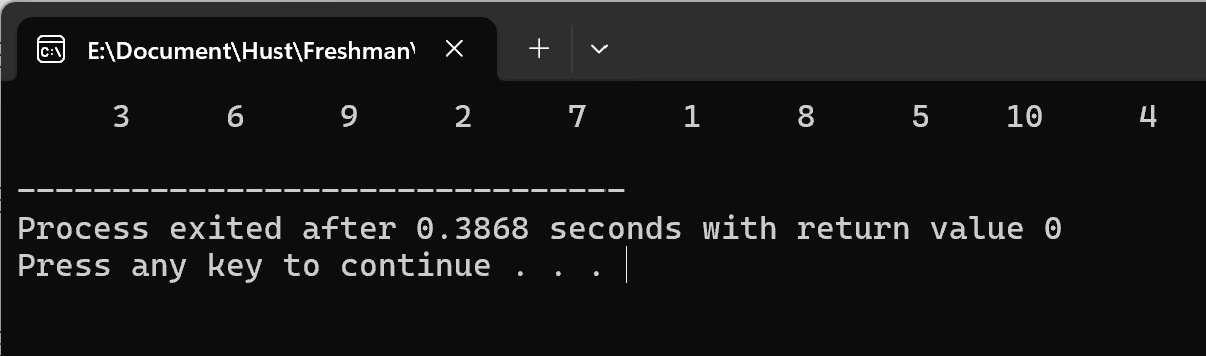 E:\Document\Hust\Freshman\
3 6 9 2 7 1 8 5 10 4
--------------------------------
Process exited after 0.3868 seconds with return value 0
Press any key to continue . . .